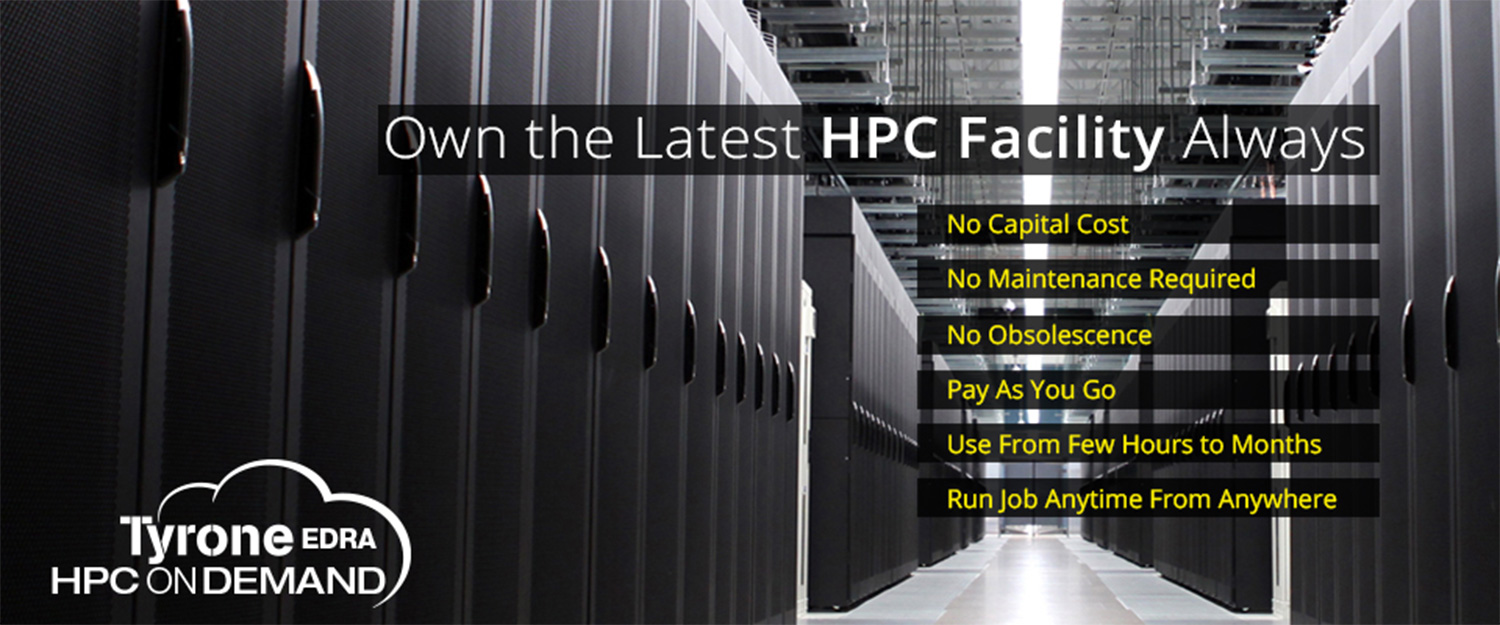 Own the Latest HPC Facility Always
No Capital Cost
No Maintenance Required
No Obsolescence
Pay As You Go
Use From Few Hours to Months
Run Job Anytime From Anywhere
Tyrone EDRA
HPC ON DEMAND